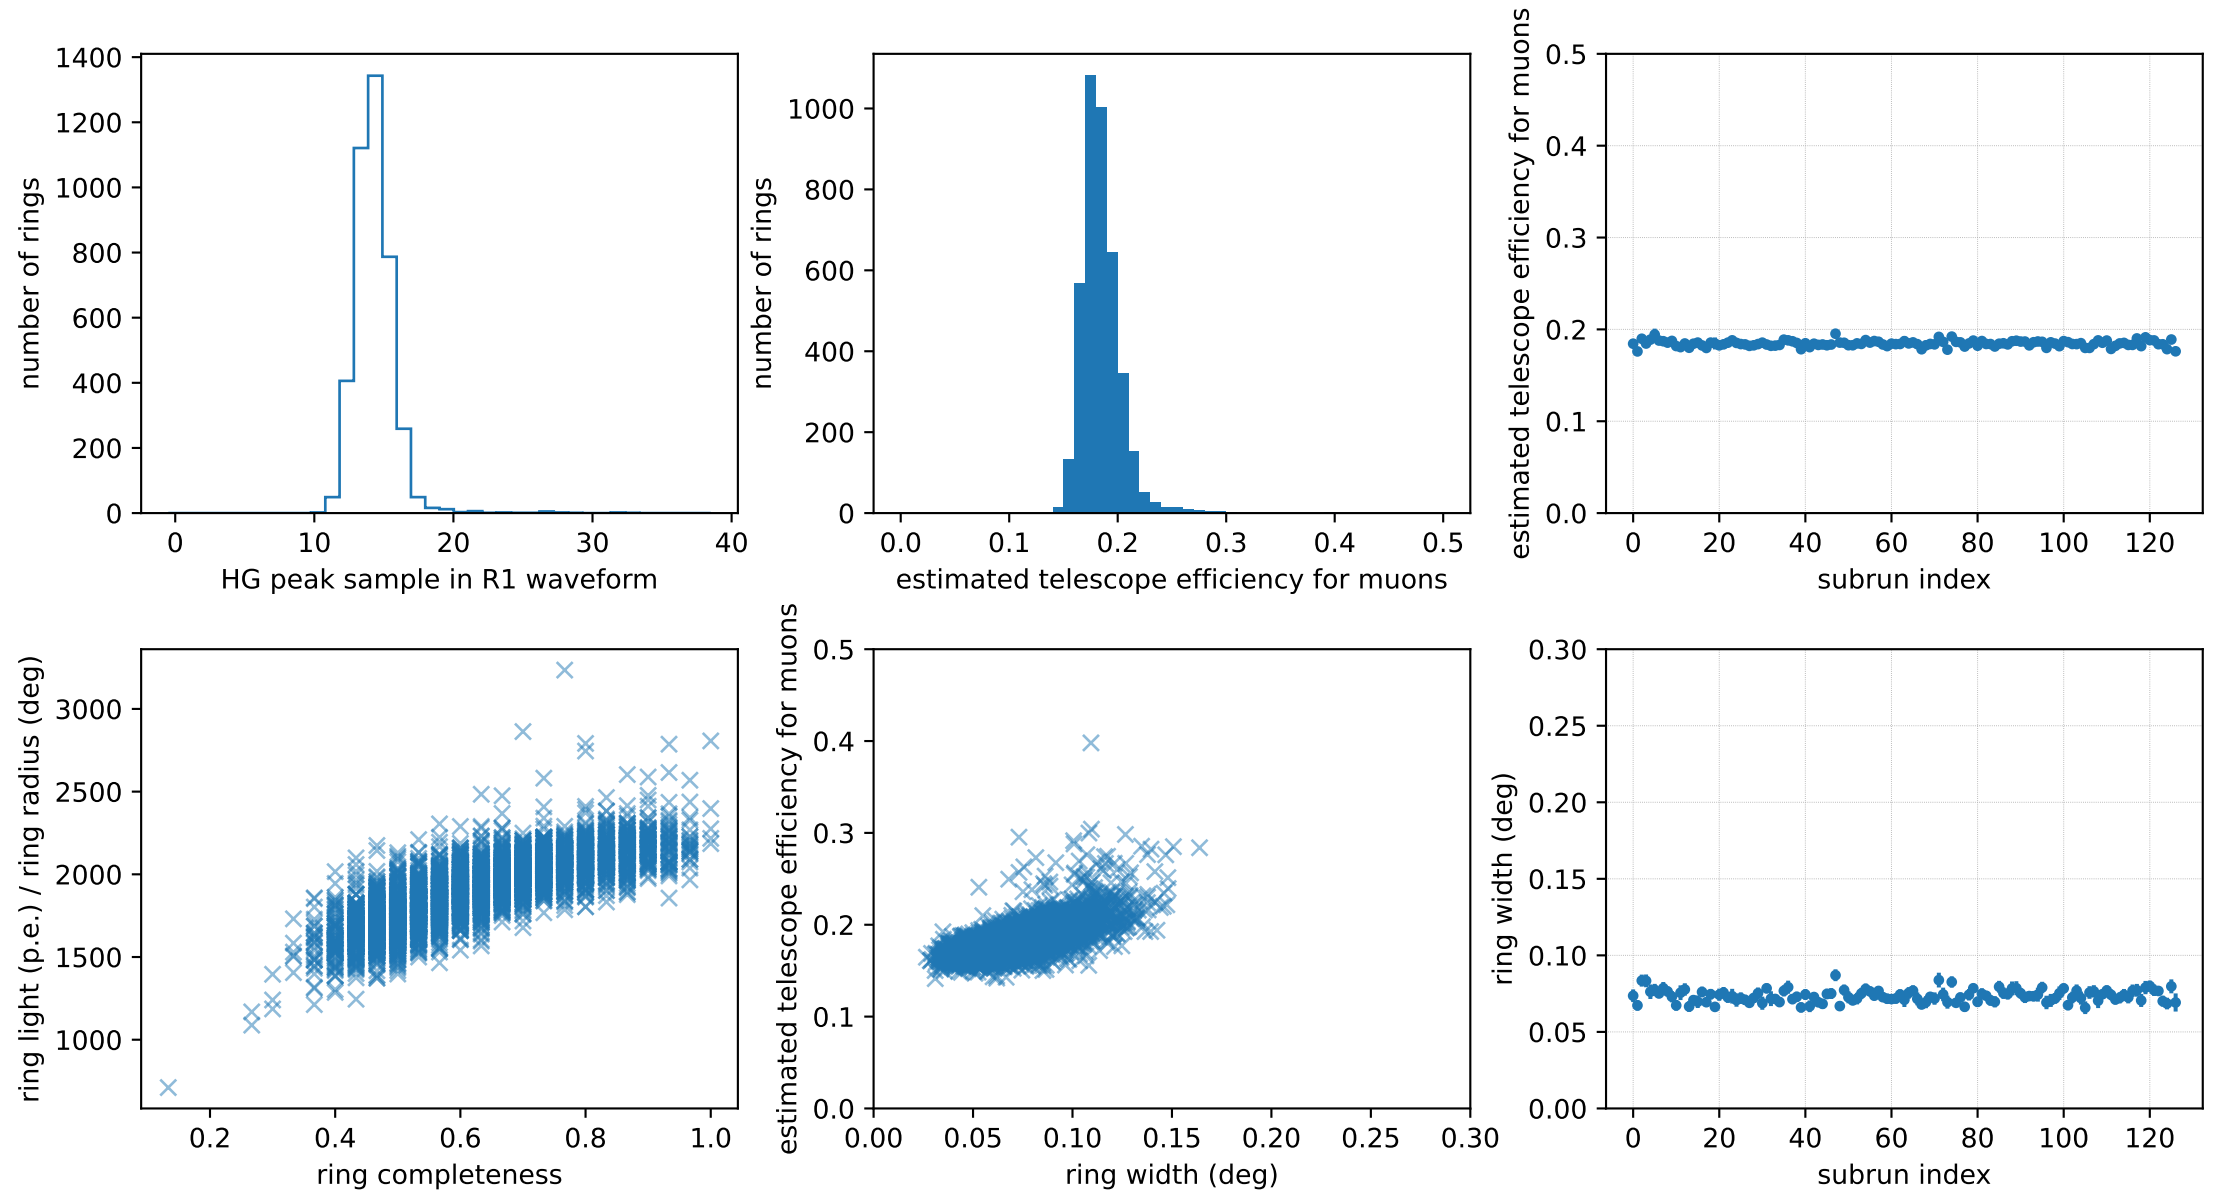 1400
1200
1000
800
600
400
200
0
number of rings
0 10 20 30 40
HG peak sample in R1 waveform
1000
800
600
400
200
0
number of rings
0.0 0.1 0.2 0.3 0.4 0.5
estimated telescope efficiency for muons
0.5
0.4
0.3
0.2
0.1
0.0
estimated telescope efficiency for muons
0 20 40 60 80 100 120
subrun index
3000
2500
2000
1500
1000
ring light (p.e.) / ring radius (deg)
0.2 0.4 0.6 0.8 1.0
ring completeness
0.5
0.4
0.3
0.2
0.1
0.0
estimated telescope efficiency for muons
0.00 0.05 0.10 0.15 0.20 0.25 0.30
ring width (deg)
0.30
0.25
0.20
0.15
0.10
0.05
0.00
ring width (deg)
0 20 40 60 80 100 120
subrun index